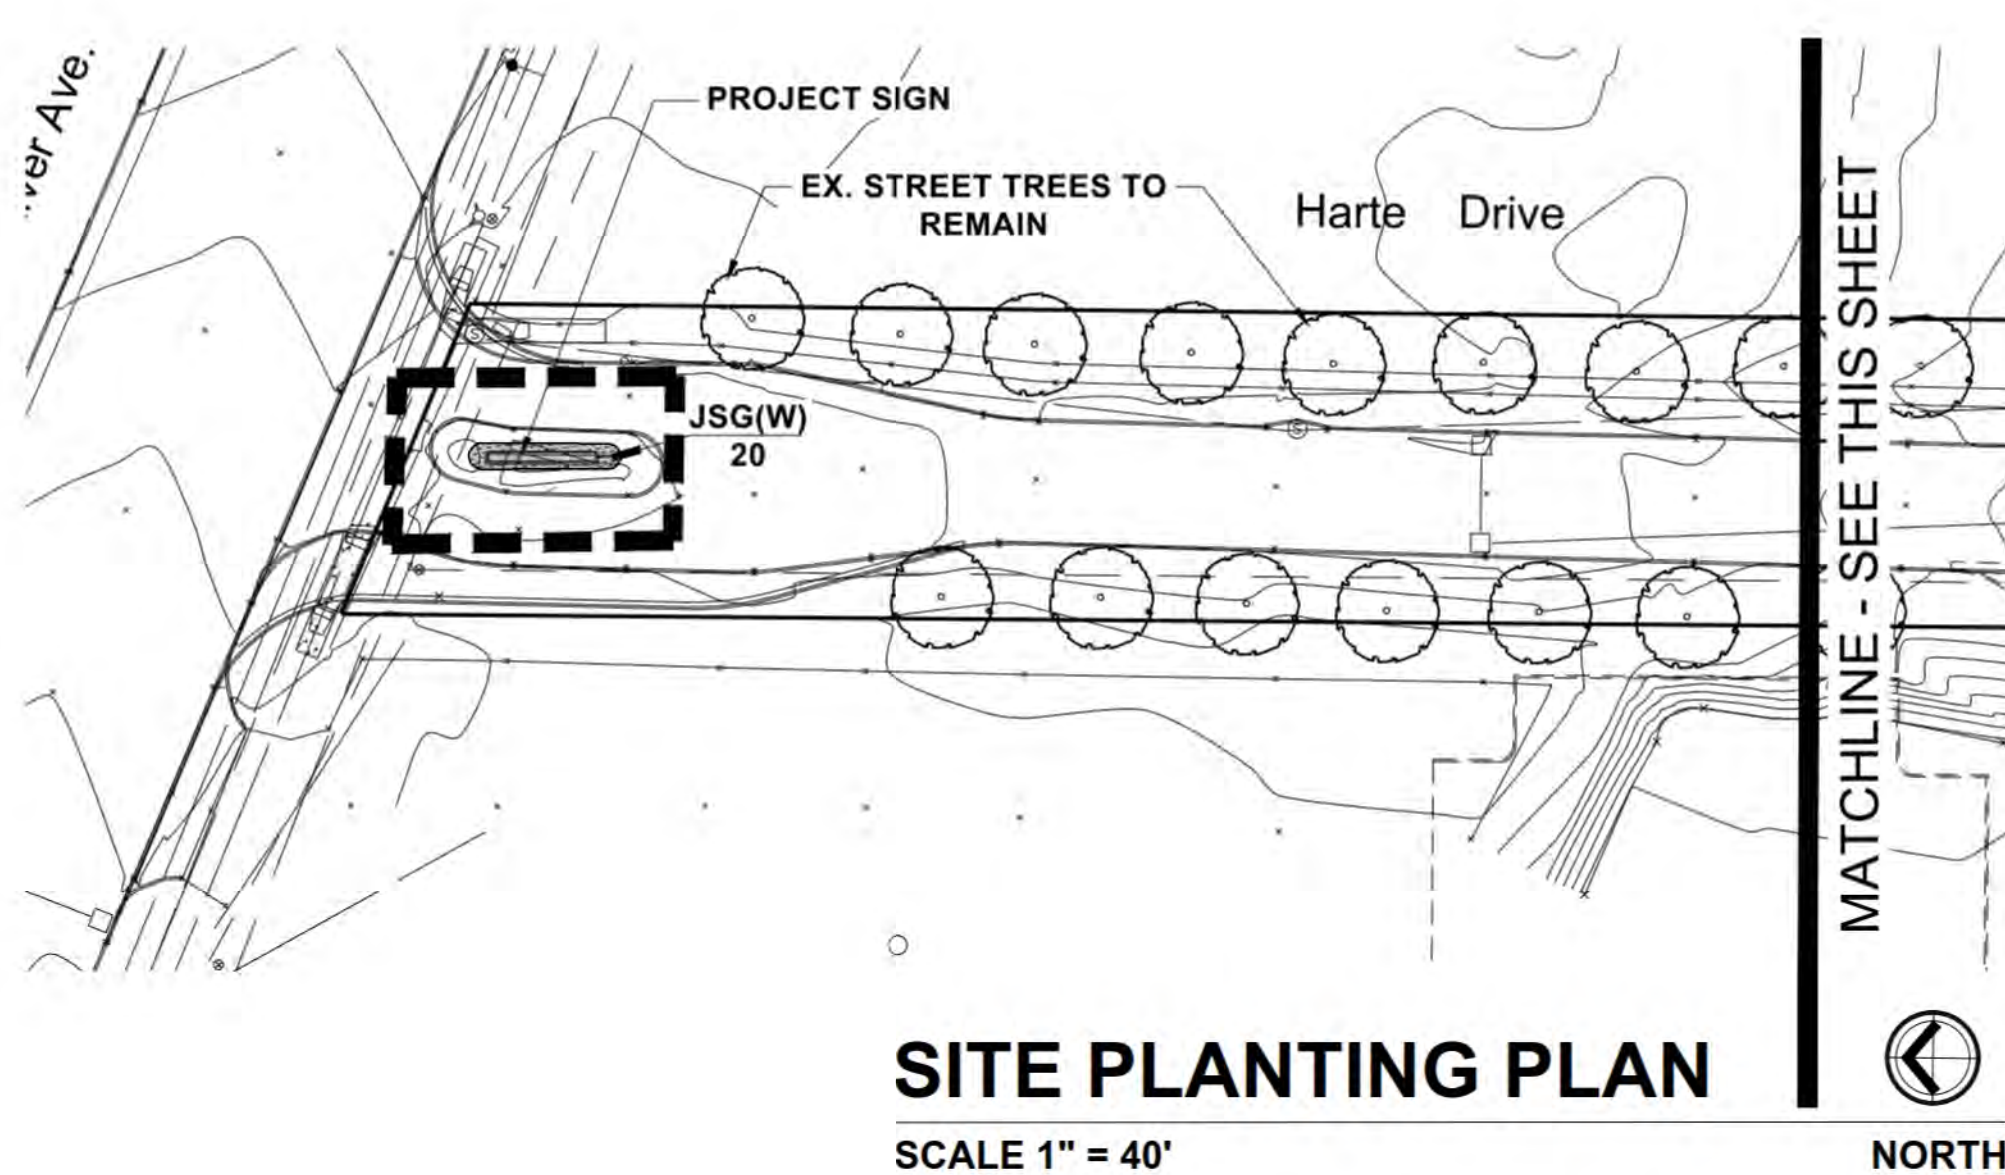 Ave.
PROJECT SIGN
EX. STREET TREES TO
REMAIN
Harte Drive
JSG(W)
20
MATCHLINE - SEE THIS SHEET
SITE PLANTING PLAN
SCALE 1" = 40'
NORTH